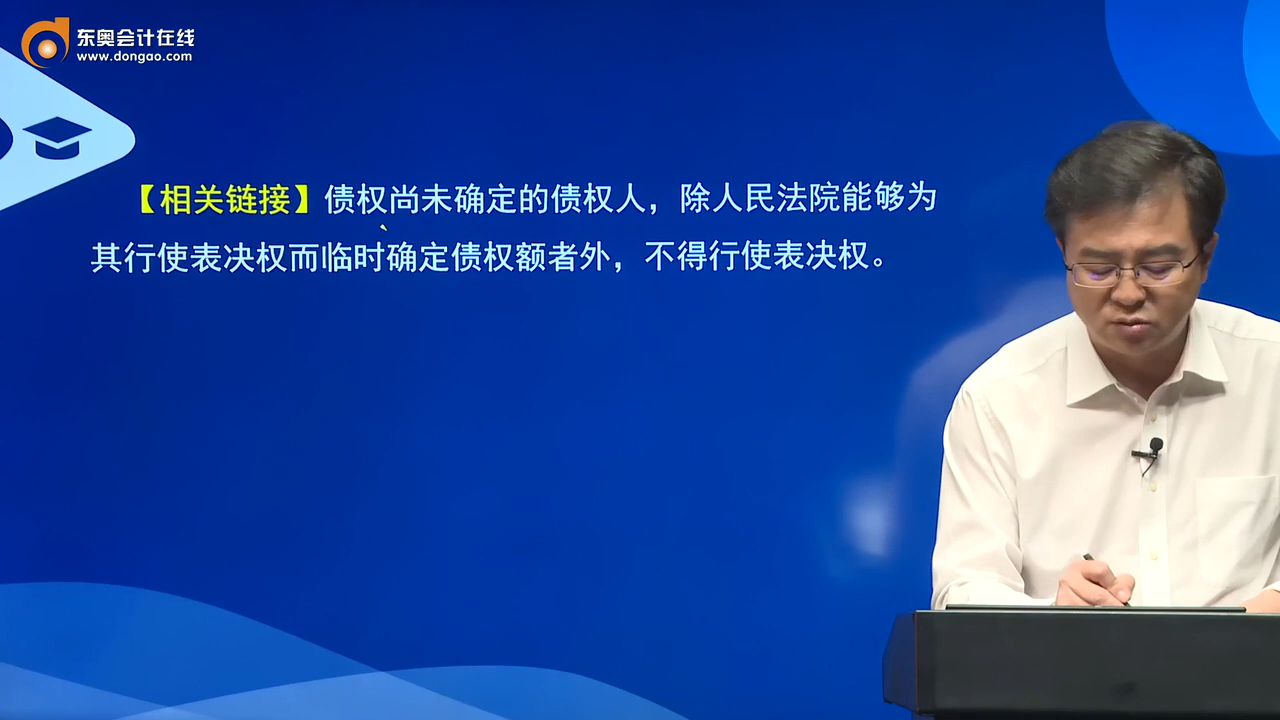 东奥会计在线
www.dongao.com
【相关链接】债权尚未确定的债权人，除人民法院能够为
其行使表决权而临时确定债权额者外，不得行使表决权。